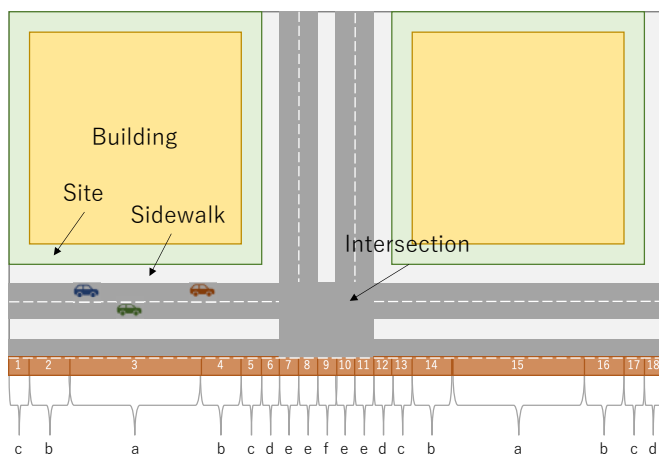 Building
Site
Sidewalk
Intersection
1 2 3 4 5 6 7 8 9 10 11 12 13 14 15 16 17 18
c b a b c d e e f e e d c b a b c d